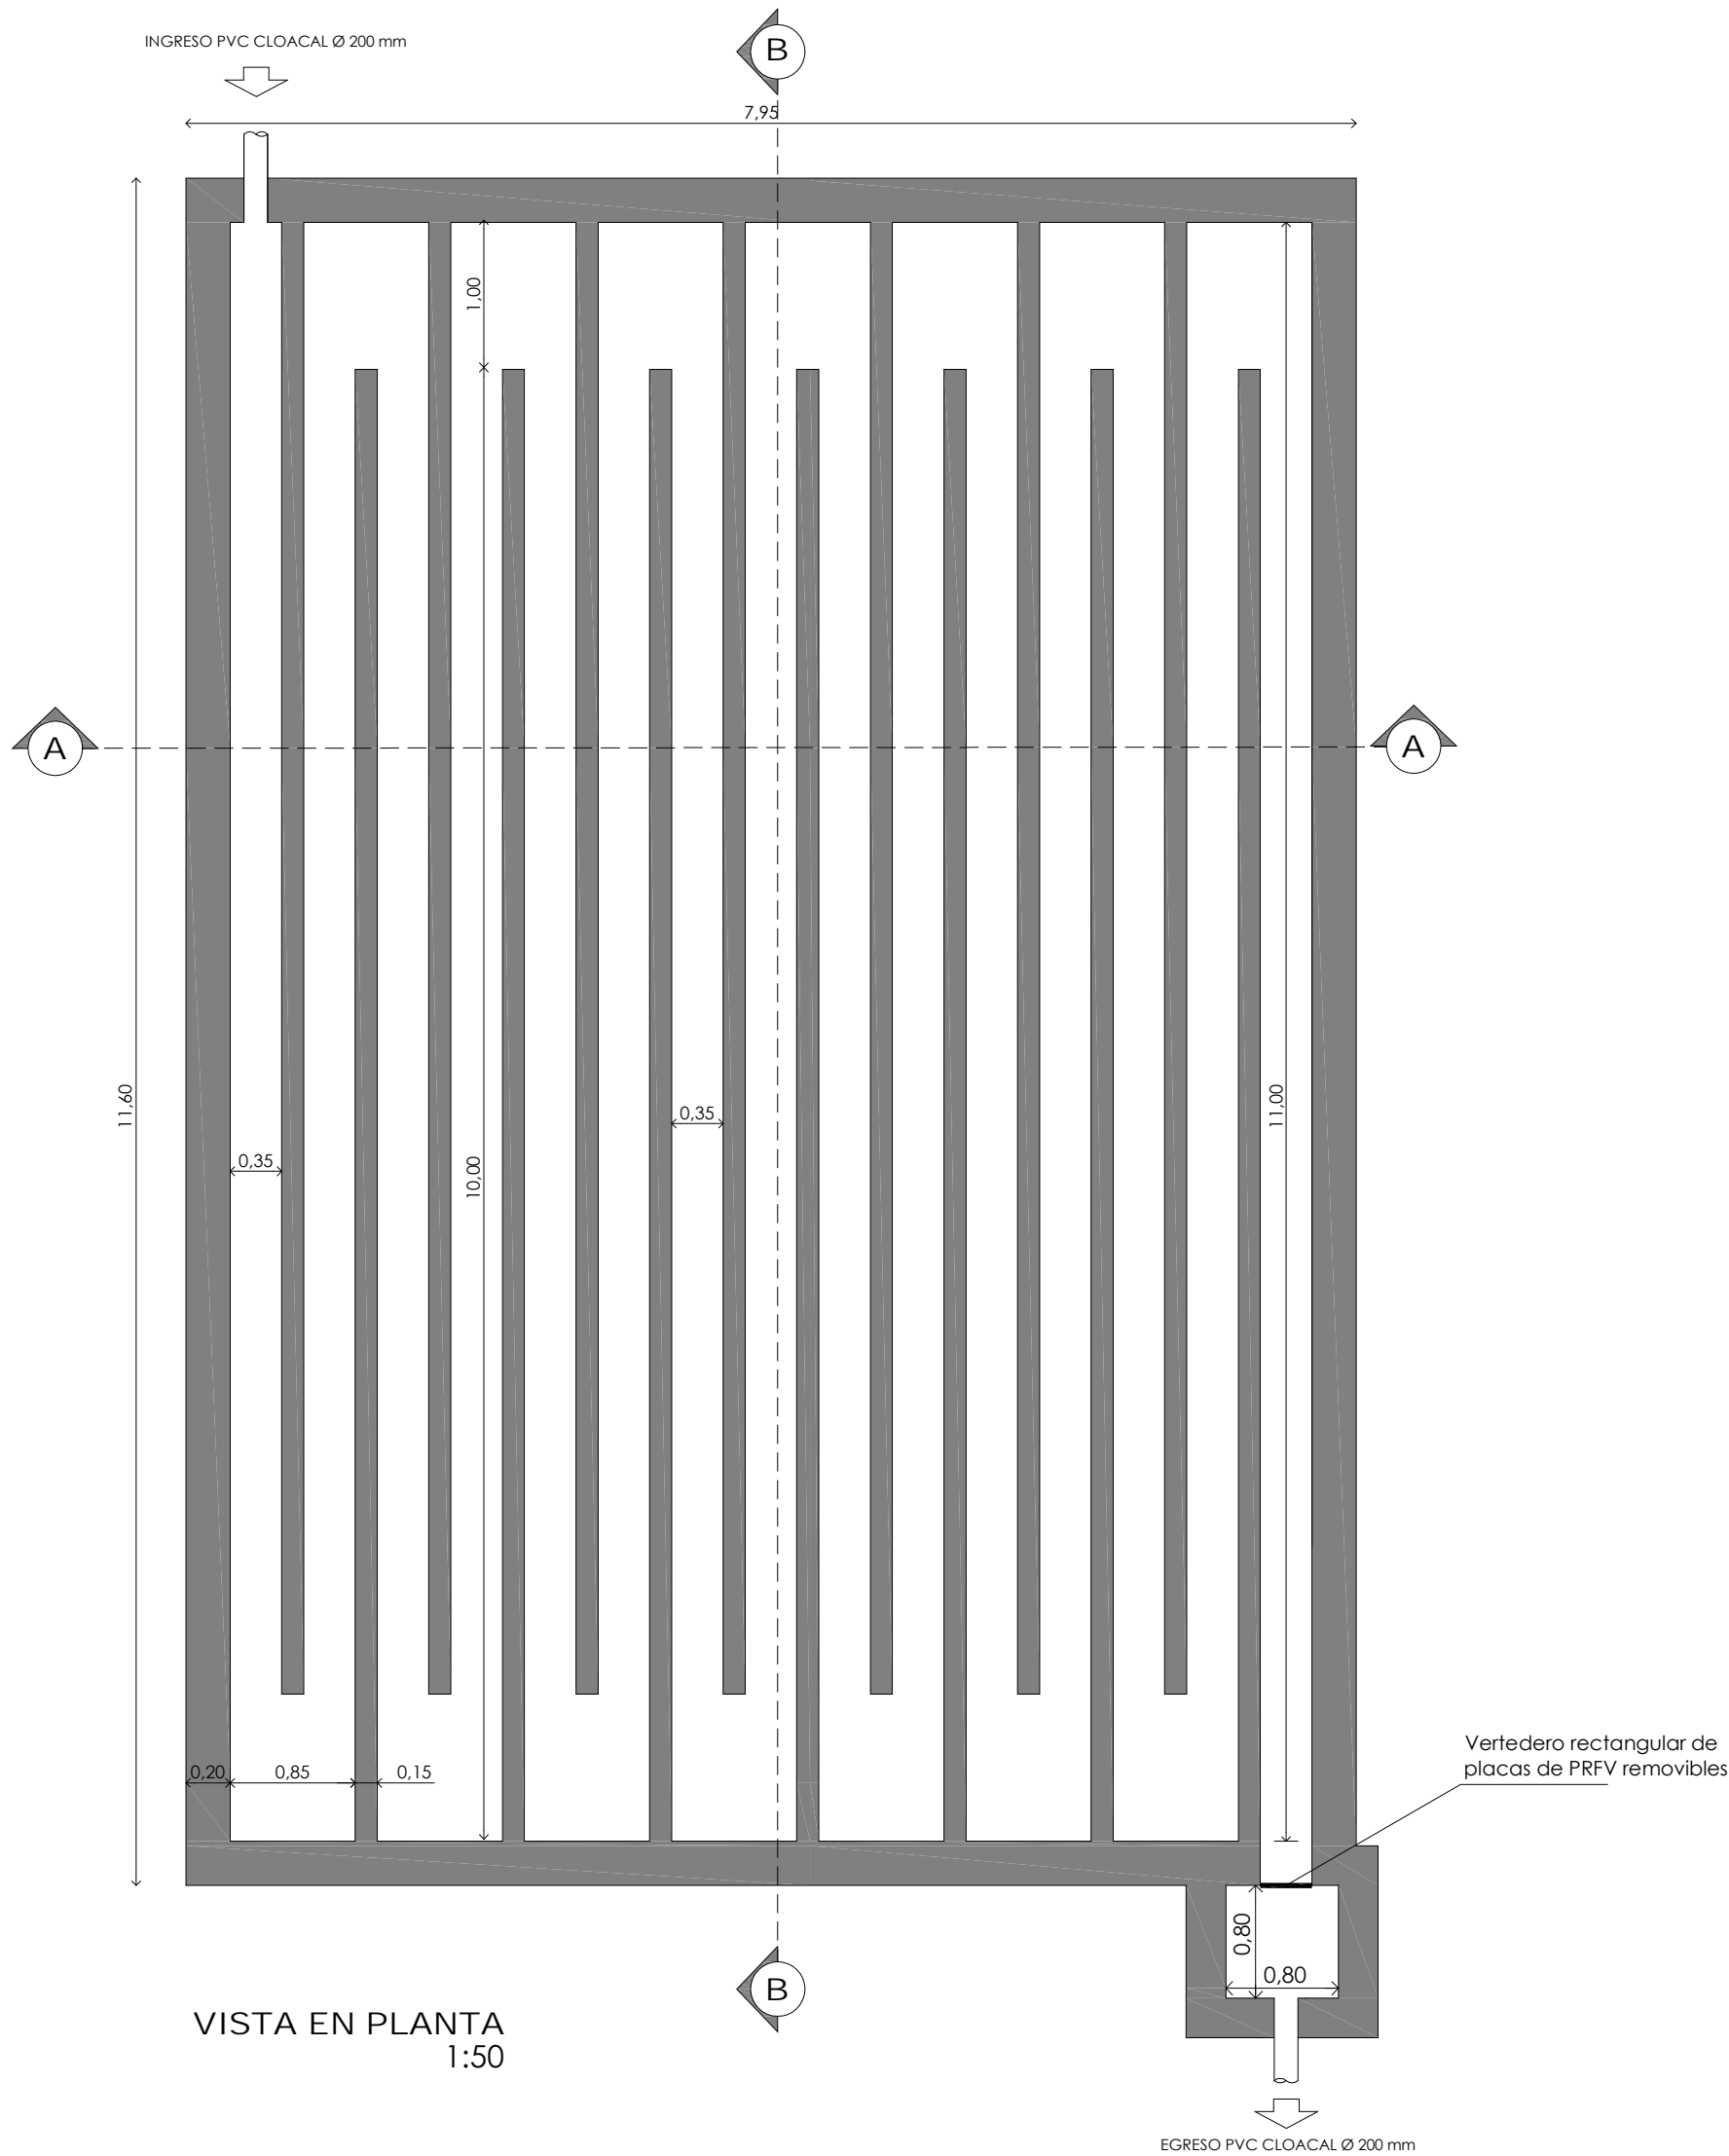 INGRESO PVC CLOACAL Ø 200 mm
B
7,95
1,00
A
A
11,60
11,00
0,35
0,35
10,00
Vertedero rectangular de
placas de PRFV removibles
0,20
0,85
0,15
0,80
0,80
B
VISTA EN PLANTA
1:50
EGRESO PVC CLOACAL Ø 200 mm